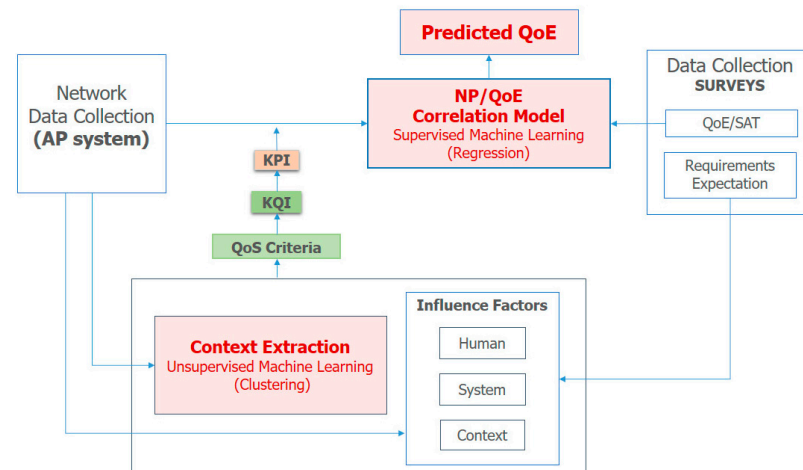 Predicted QoE
Network
Data Collection
(AP system)
NP/QoE
Correlation Model
Supervised Machine Learning
(Regression)
Data Collection
SURVEYS
QoE/SAT
Requirements
Expectation
KPI
KQI
QoS Criteria
Context Extraction
Unsupervised Machine Learning
(Clustering)
Influence Factors
Human
System
Context